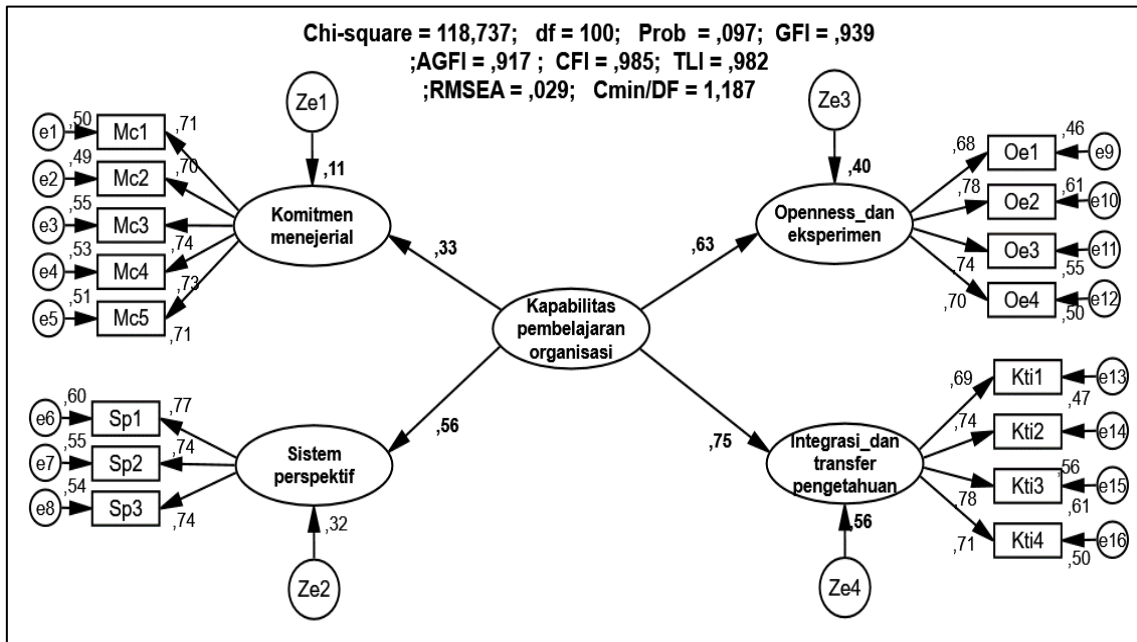 Chi-square = 118,737; df = 100; Prob = ,097; GFI = ,939
;AGFI = ,917 ; CFI = ,985; TLI = ,982
;RMSEA = ,029; Cmin/DF = 1,187
Ze1
Ze3
e1 ,50 Mc1 ,71
e2 ,49 Mc2 ,70
e3 ,55 Mc3 ,74
e4 ,53 Mc4 ,73
e5 ,51 Mc5 ,71
,11
Komitmen
menejerial
,33
,40
Openness_dan
eksperimen
,63
,68 Oe1 ,46 e9
,78 Oe2 ,61 e10
,74 Oe3 ,55 e11
,70 Oe4 ,50 e12
Kapabilitas
pembelajaran
organisasi
e6 ,60 Sp1 ,77
e7 ,55 Sp2 ,74
e8 ,54 Sp3 ,74
Sistem
perspektif
,56
,32
Ze2
,75
Integrasi_dan
transfer
pengetahuan
,56
Ze4
,69 Kti1 ,47 e13
,74 Kti2 ,56 e14
,78 Kti3 ,61 e15
,71 Kti4 ,50 e16